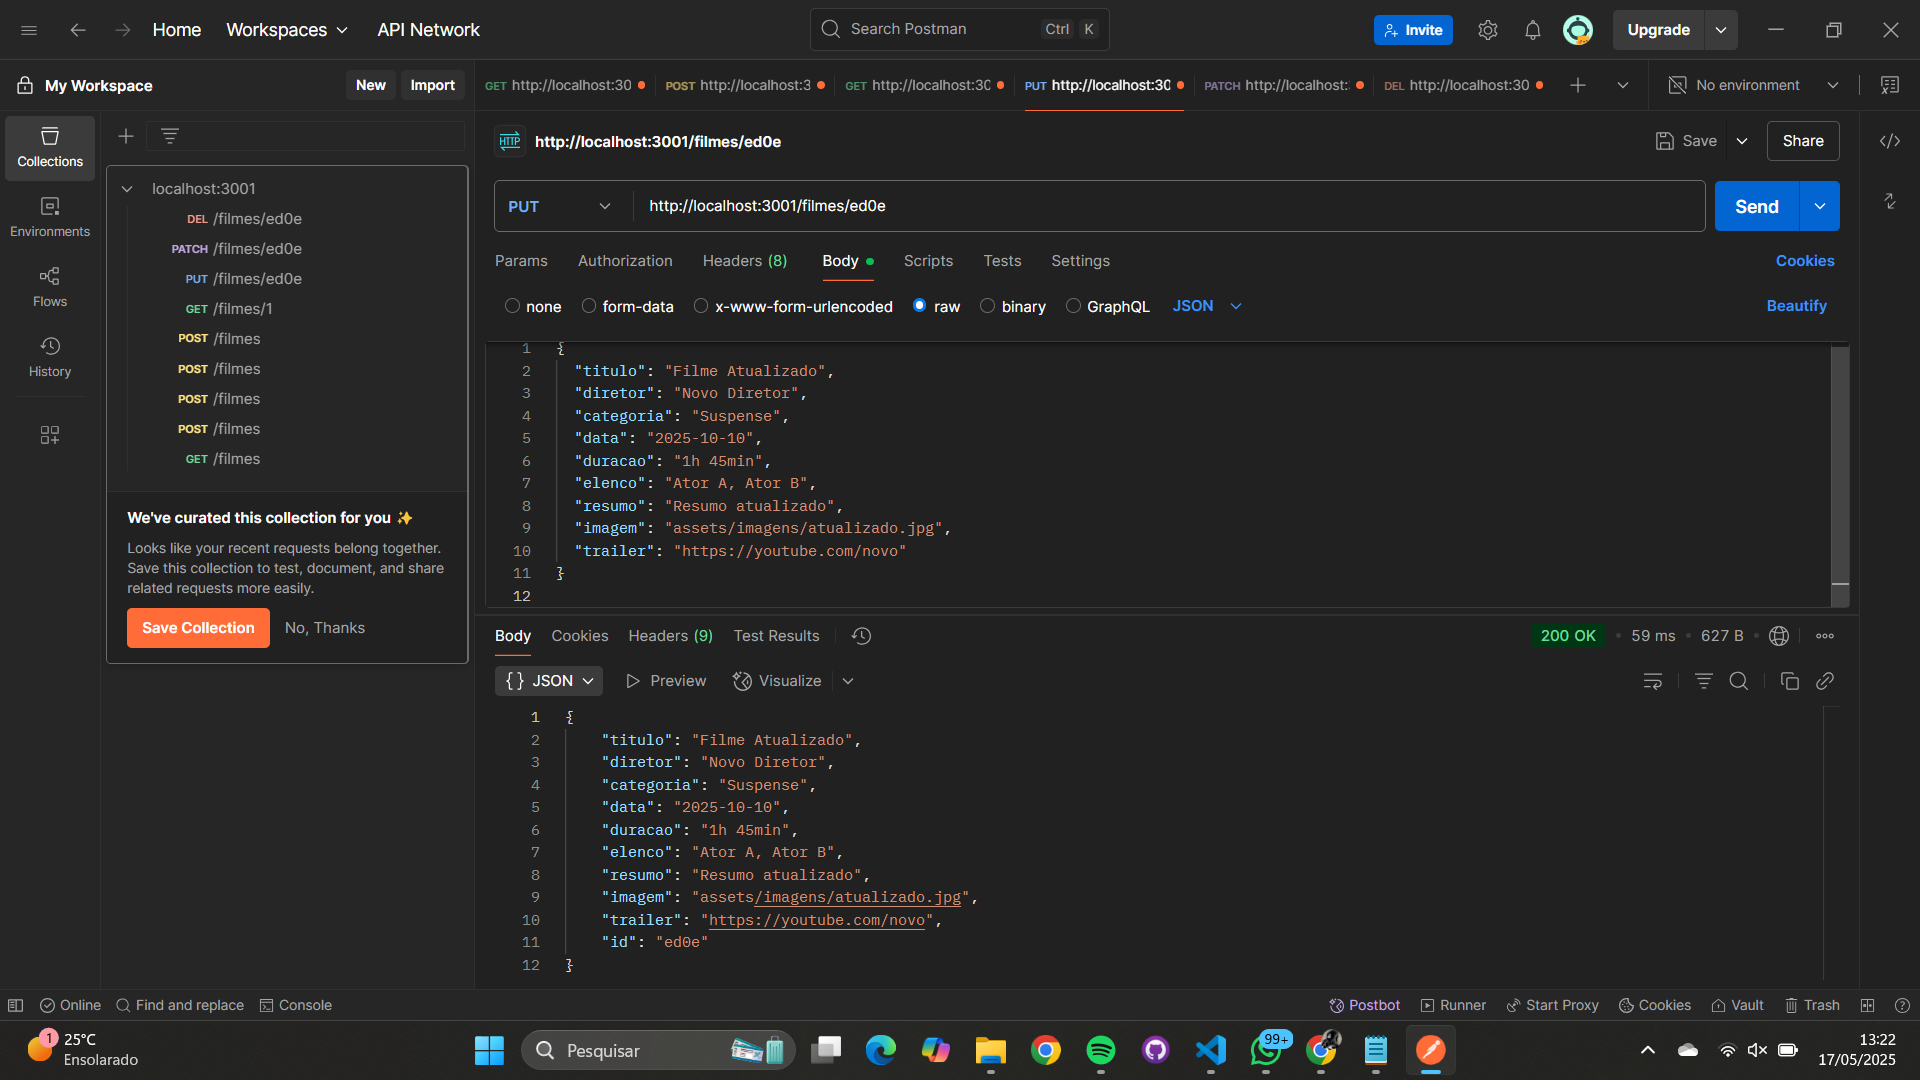 Home Workspaces API Network Search Postman Ctrl K Invite Upgrade
My Workspace New Import GET http://localhost:30 POST http://localhost:3 GET http://localhost:30 PUT http://localhost:30 PATCH http://localhost: DEL http://localhost:30 No environment
Collections
Environments
Flows
History
localhost:3001
DEL /filmes/ed0e
PATCH /filmes/ed0e
PUT /filmes/ed0e
GET /filmes/1
POST /filmes
POST /filmes
POST /filmes
POST /filmes
GET /filmes
We've curated this collection for you ✨
Looks like your recent requests belong together.
Save this collection to test, document, and share
related requests more easily.
Save Collection No, Thanks
HTTP http://localhost:3001/filmes/ed0e Save Share
PUT http://localhost:3001/filmes/ed0e Send
Params Authorization Headers (8) Body Scripts Tests Settings Cookies
none form-data x-www-form-urlencoded raw binary GraphQL JSON Beautify
1 {
2 "titulo": "Filme Atualizado",
3 "diretor": "Novo Diretor",
4 "categoria": "Suspense",
5 "data": "2025-10-10",
6 "duracao": "1h 45min",
7 "elenco": "Ator A, Ator B",
8 "resumo": "Resumo atualizado",
9 "imagem": "assets/imagens/atualizado.jpg",
10 "trailer": "https://youtube.com/novo"
11 }
12
Body Cookies Headers (9) Test Results 200 OK 59 ms 627 B
{} JSON Preview Visualize
1 {
2 "titulo": "Filme Atualizado",
3 "diretor": "Novo Diretor",
4 "categoria": "Suspense",
5 "data": "2025-10-10",
6 "duracao": "1h 45min",
7 "elenco": "Ator A, Ator B",
8 "resumo": "Resumo atualizado",
9 "imagem": "assets/imagens/atualizado.jpg",
10 "trailer": "https://youtube.com/novo",
11 "id": "ed0e"
12 }
Online Find and replace Console Postbot Runner Start Proxy Cookies Vault Trash
1 25°C
Ensolarado
Pesquisar
99+
13:22
17/05/2025